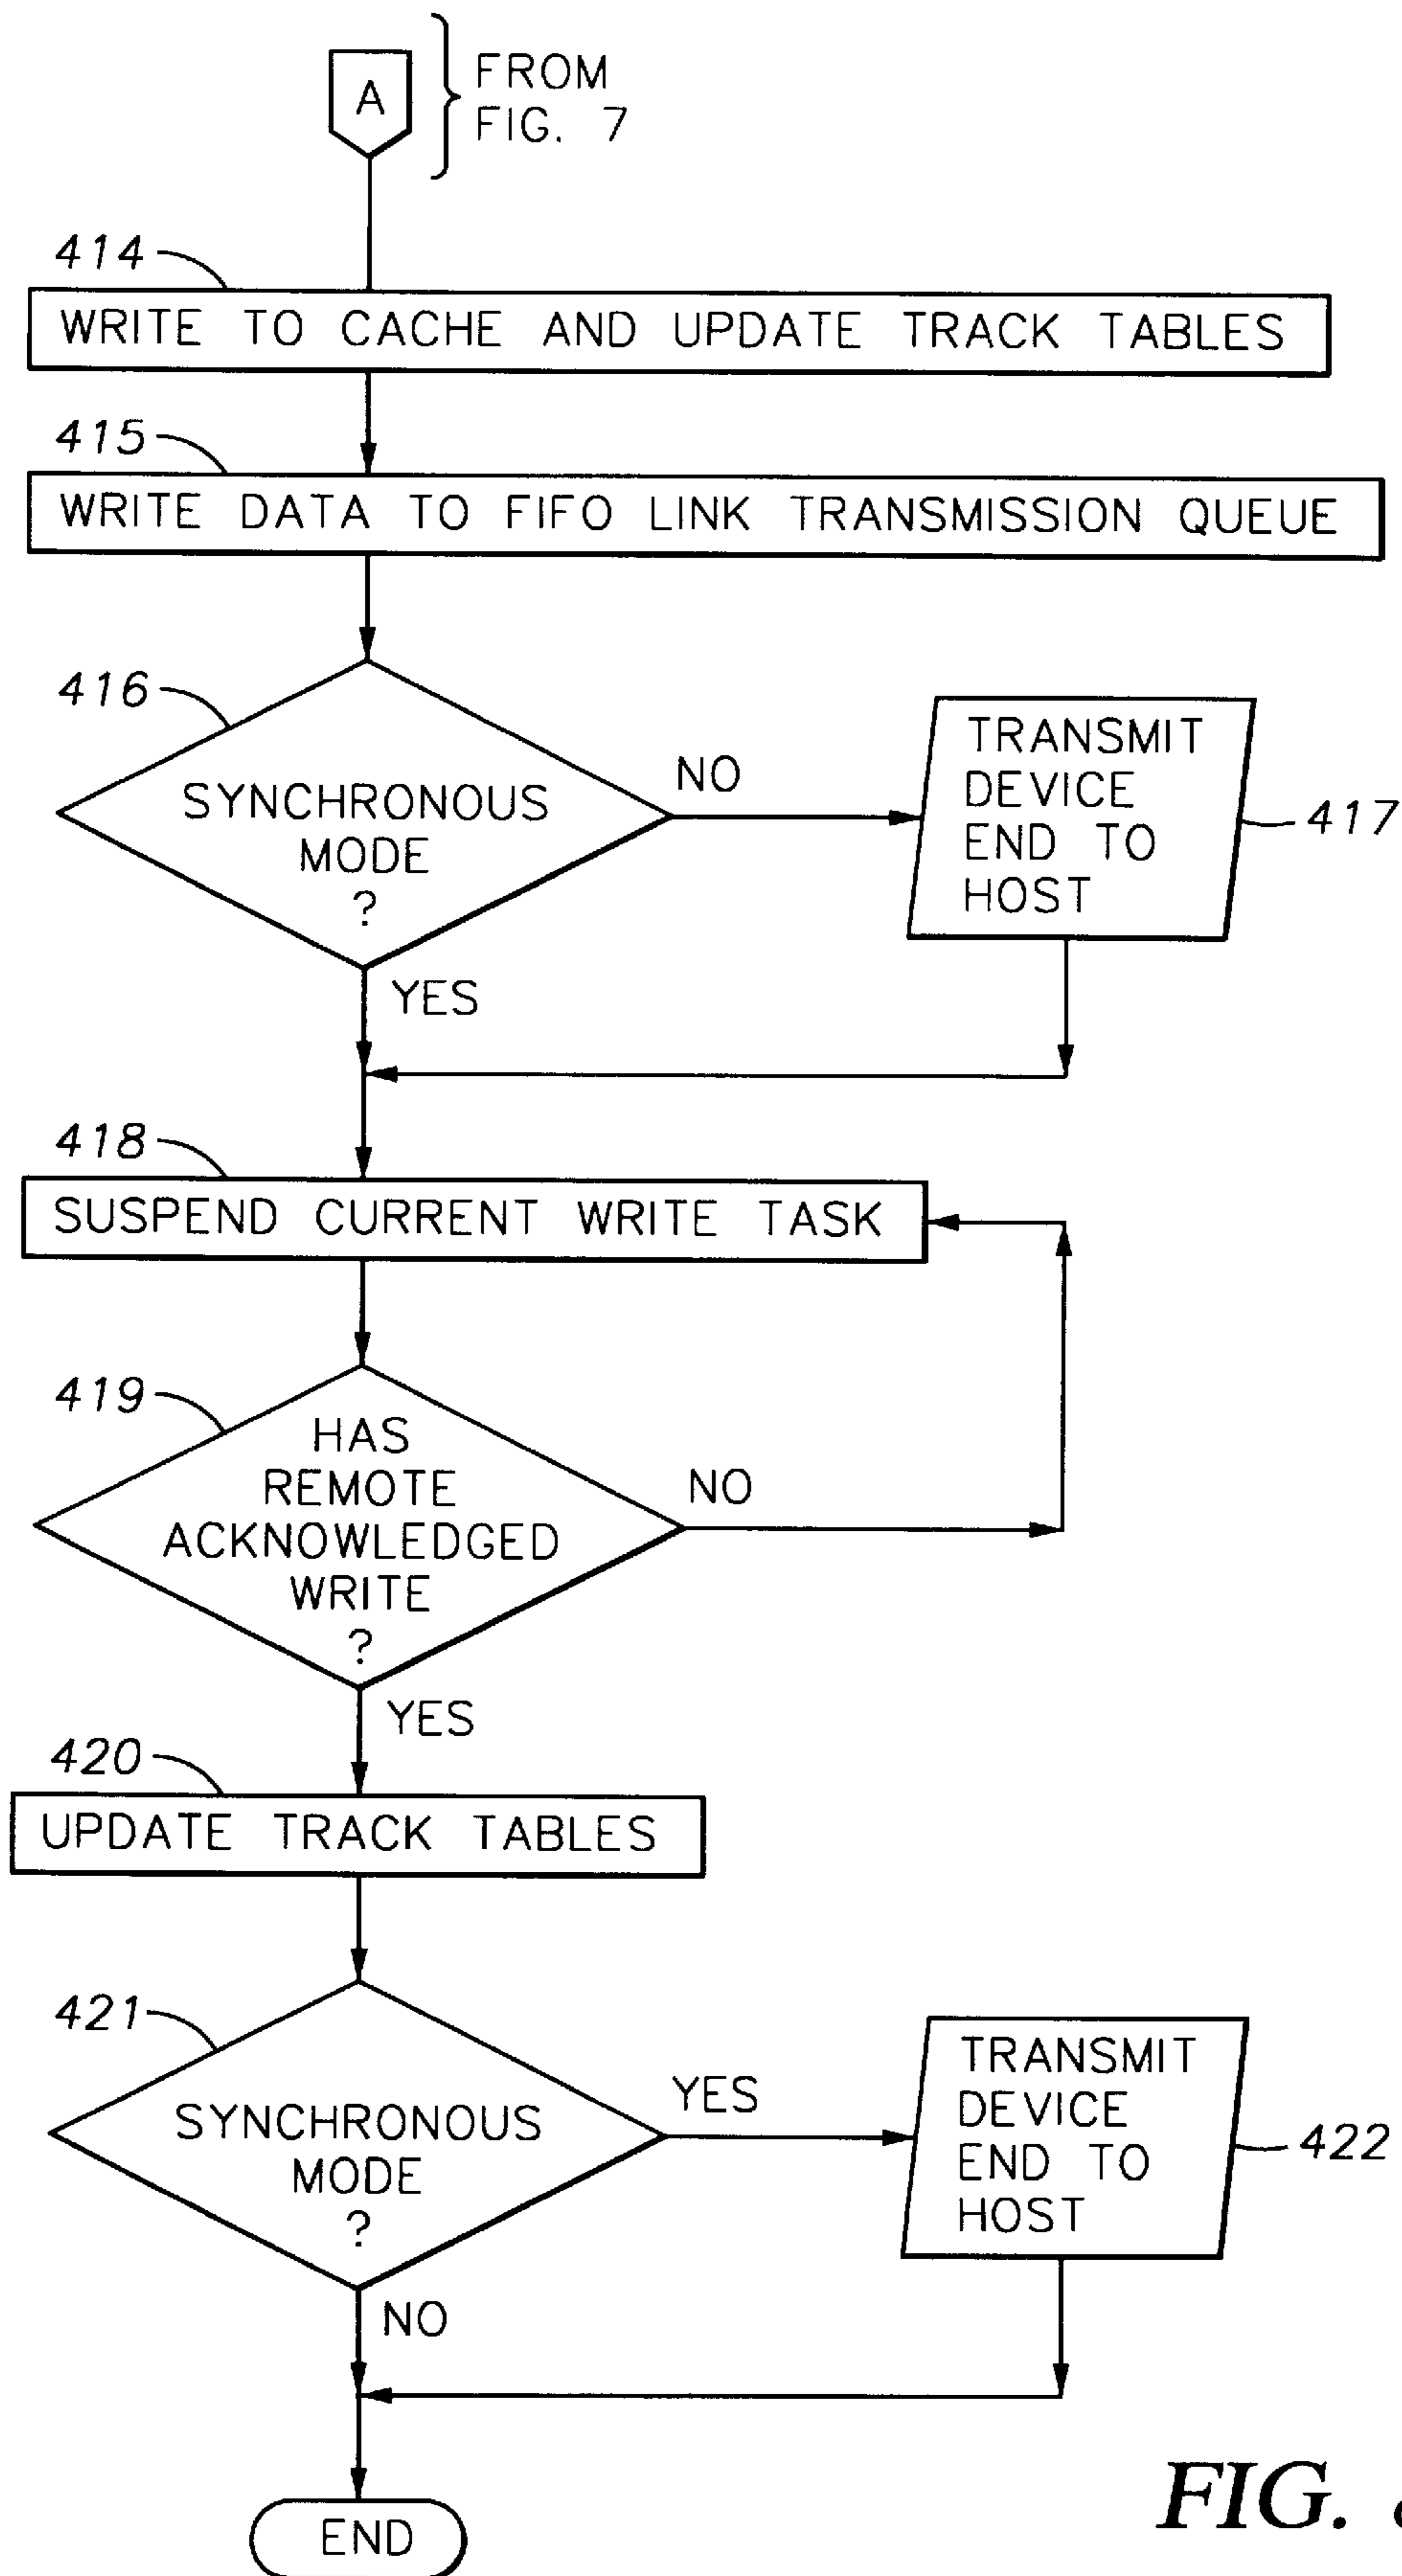 A
FROM
FIG. 7
414
WRITE TO CACHE AND UPDATE TRACK TABLES
415
WRITE DATA TO FIFO LINK TRANSMISSION QUEUE
416
SYNCHRONOUS
MODE
?
NO
TRANSMIT
DEVICE
END TO
HOST
417
YES
418
SUSPEND CURRENT WRITE TASK
419
HAS
REMOTE
ACKNOWLEDGED
WRITE
?
NO
YES
420
UPDATE TRACK TABLES
421
SYNCHRONOUS
MODE
?
YES
TRANSMIT
DEVICE
END TO
HOST
422
NO
END
FIG.